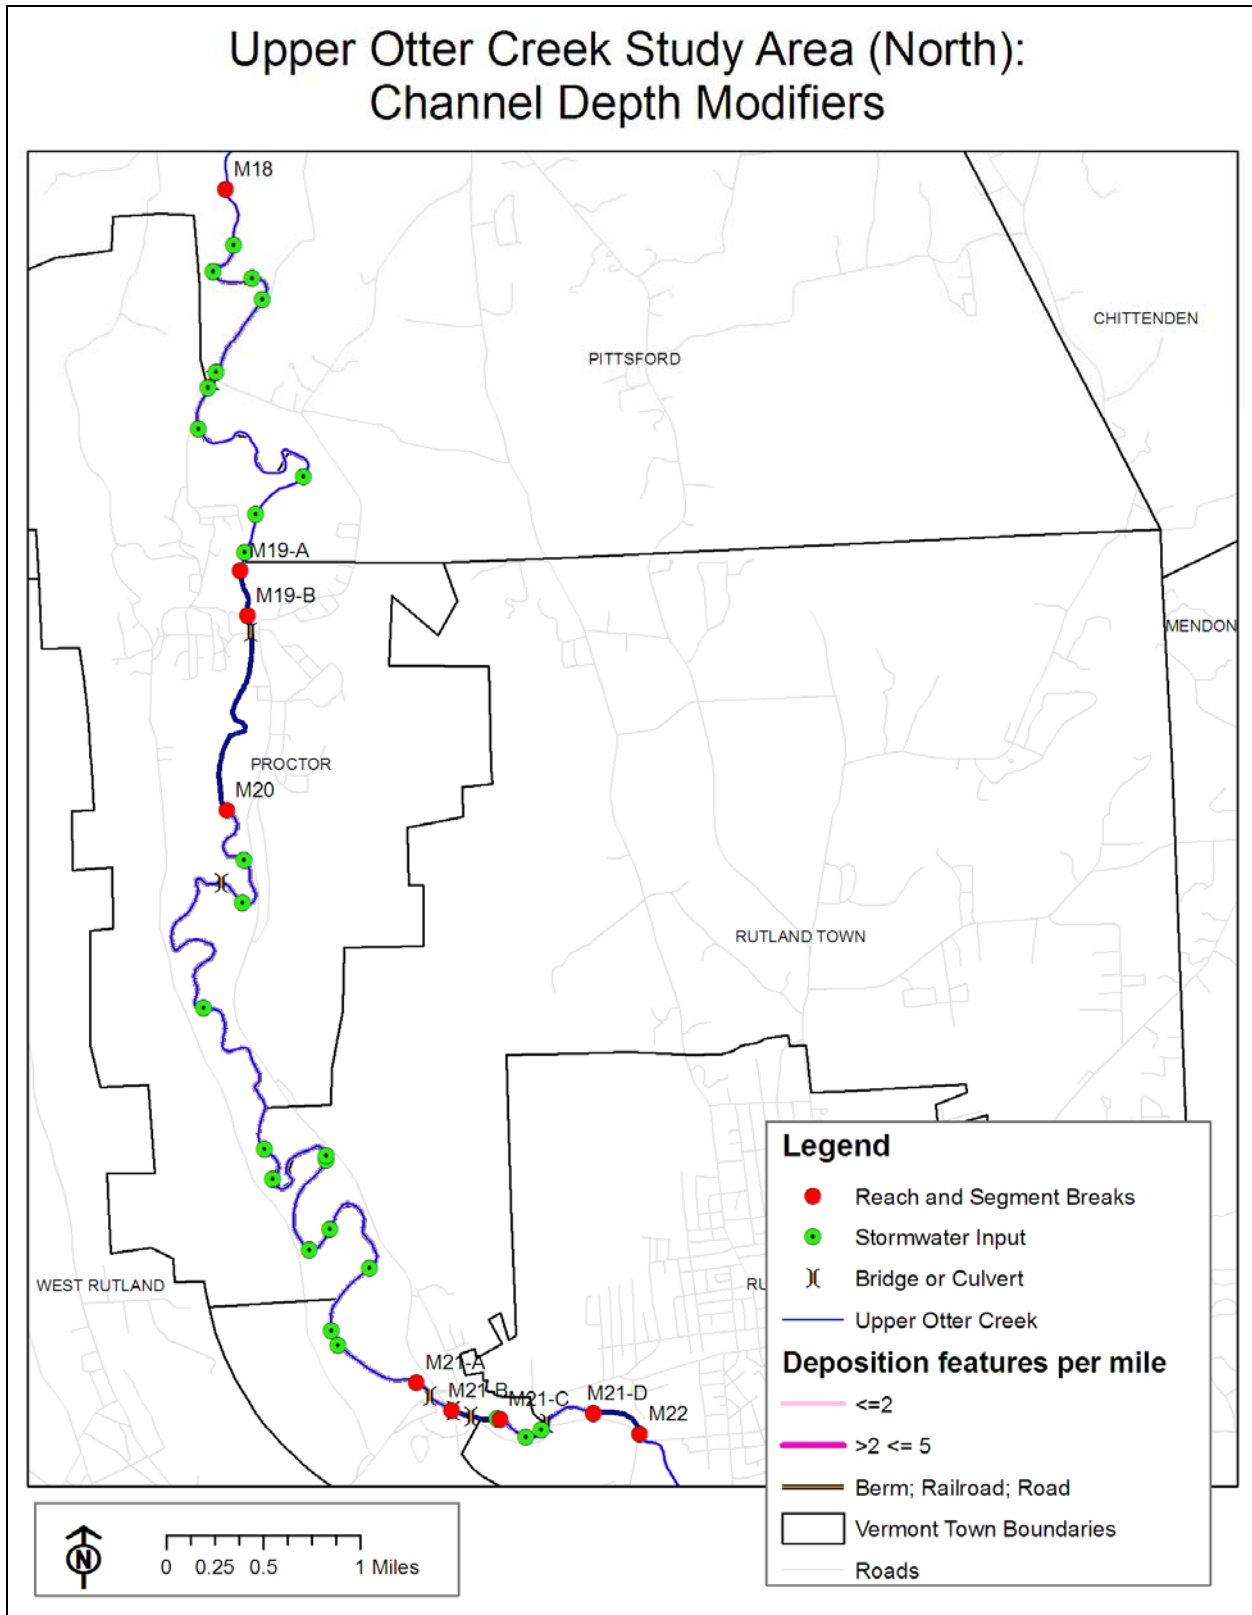 Upper Otter Creek Study Area (North):
Channel Depth Modifiers
M18
CHITTENDEN
PITTSFORD
M19-A
M19-B
MENDON
PROCTOR
M20
RUTLAND TOWN
WEST RUTLAND
RU
M21-A
M21-B
M21-C
M21-D
M22
Legend
Reach and Segment Breaks
Stormwater Input
Bridge or Culvert
Upper Otter Creek
Deposition features per mile
<=2
>2 <= 5
Berm; Railroad; Road
Vermont Town Boundaries
Roads
N
0 0.25 0.5 1 Miles